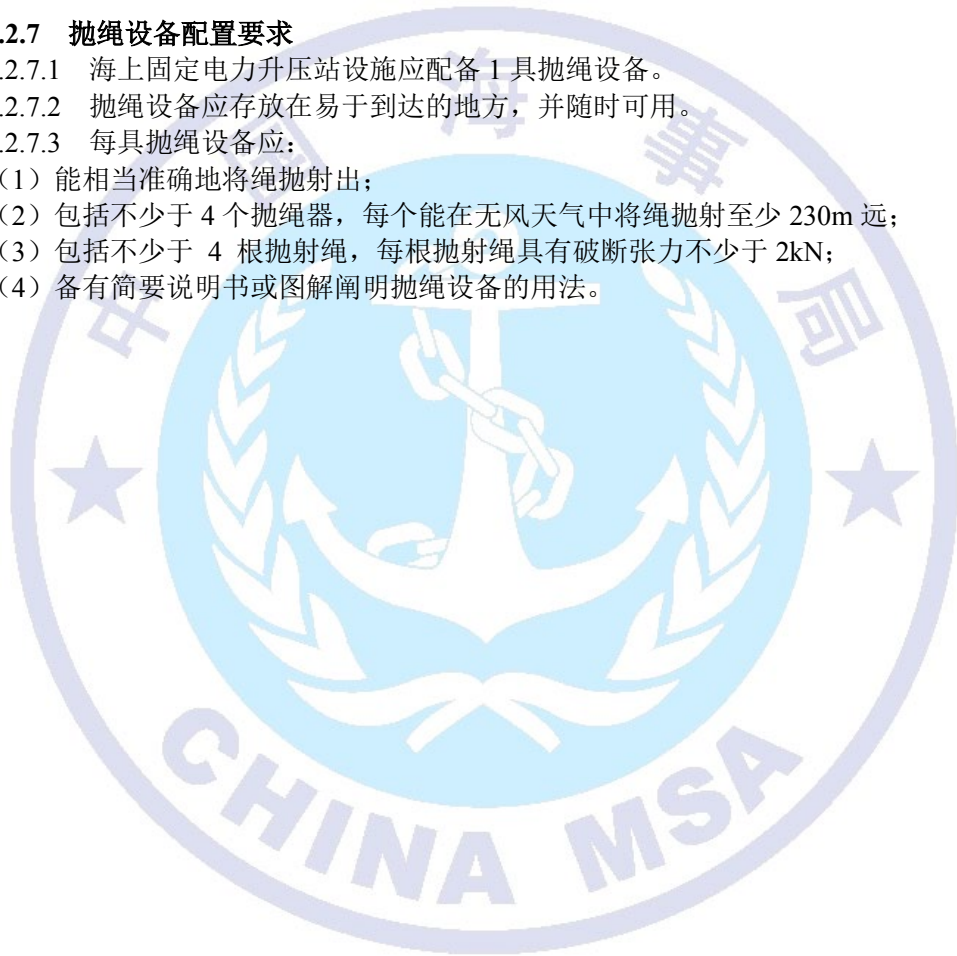 .2.7 抛绳设备配置要求
.2.7.1 海上固定电力升压站设施应配备 1 具抛绳设备。
.2.7.2 抛绳设备应存放在易于到达的地方，并随时可用。
.2.7.3 每具抛绳设备应：
（1）能相当准确地将绳抛射出；
（2）包括不少于 4 个抛绳器，每个能在无风天气中将绳抛射至少 230m 远；
（3）包括不少于 4 根抛射绳，每根抛射绳具有破断张力不少于 2kN；
（4）备有简要说明书或图解阐明抛绳设备的用法。
中国海事局
CHINA MSA